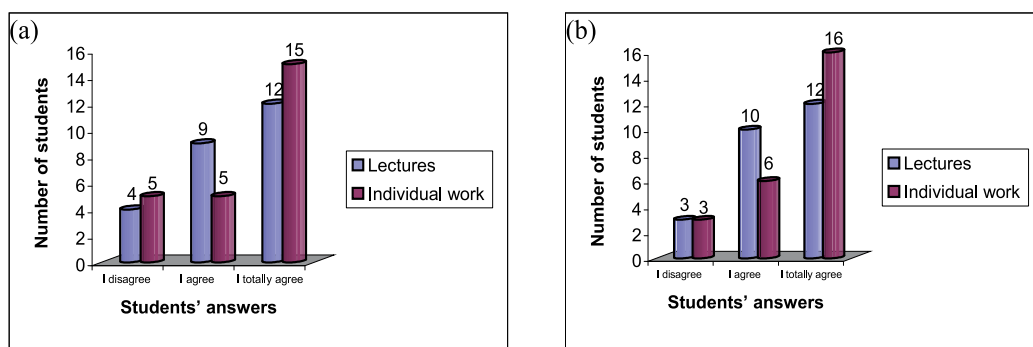 (a)
Number of students
16
14
12
10
8
6
4
2
0
4
5
9
5
12
15
I disagree
I agree
I totally agree
Students’ answers
Lectures
Individual work
(b)
Number of students
16
14
12
10
8
6
4
2
0
3
3
10
6
12
16
I disagree
I agree
I totally agree
Students’ answers
Lectures
Individual work